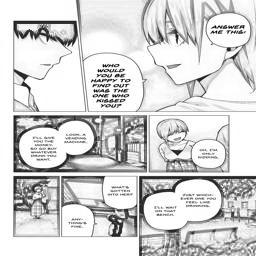 ANSWER
ME THIS:
WHO
WOULD
YOU BE
HAPPY TO
FIND OUT
WAS THE
ONE WHO
KISSED
YOU?
OH, I'M
ONLY
KIDDING.
LOOK, A
VENDING
MACHINE.
I'LL GIVE
YOU THE
MONEY,
SO GO BUY
WHATEVER
DRINK YOU
WANT.
JUST WHICH-
EVER ONE YOU
FEEL LIKE
DRINKING.
I'LL WAIT
ON THAT
BENCH.
WHAT'S
GOTTEN
INTO HER?
ANY-
THING'S
FINE.